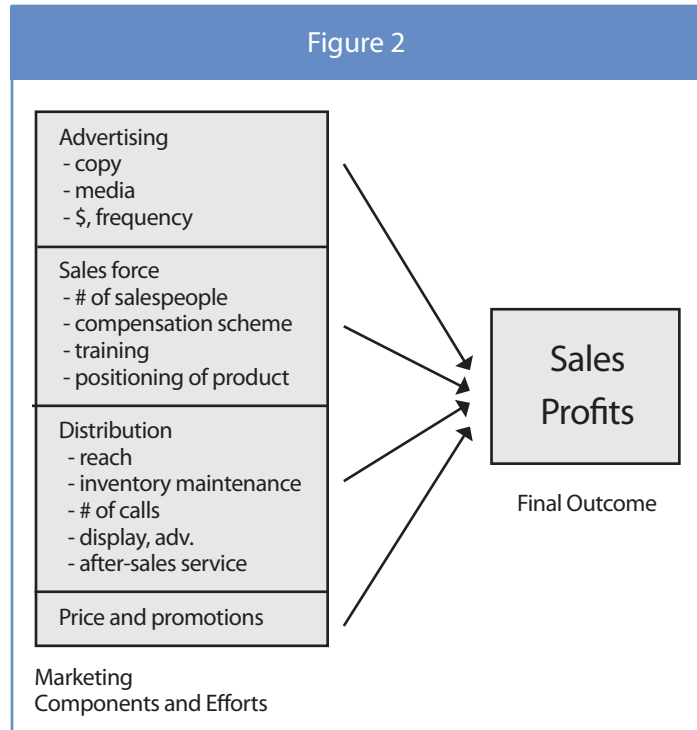 Figure 2
Advertising
- copy
- media
- $, frequency
Sales force
- # of salespeople
- compensation scheme
- training
- positioning of product
Distribution
- reach
- inventory maintenance
- # of calls
- display, adv.
- after-sales service
Price and promotions
Marketing
Components and Efforts
Sales
Profits
Final Outcome